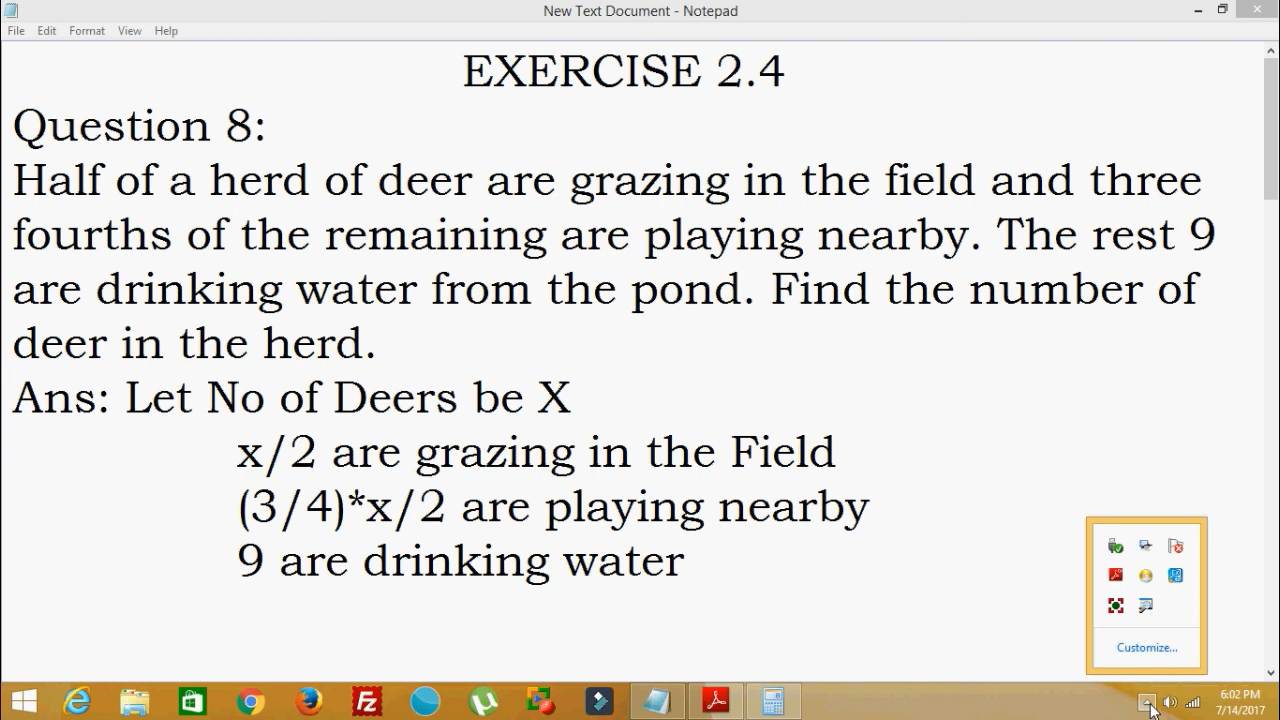 New Text Document - Notepad
File Edit Format View Help
EXERCISE 2.4
Question 8:
Half of a herd of deer are grazing in the field and three
fourths of the remaining are playing nearby. The rest 9
are drinking water from the pond. Find the number of
deer in the herd.
Ans: Let No of Deers be X
x/2 are grazing in the Field
(3/4)*x/2 are playing nearby
9 are drinking water
Customize...
Fz
6:02 PM
7/14/2017